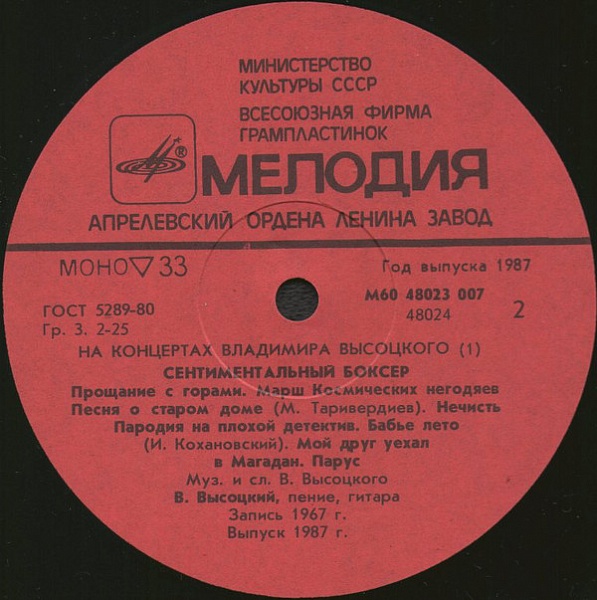 МИНИСТЕРСТВО
КУЛЬТУРЫ СССР
ВСЕСОЮЗНАЯ ФИРМА
ГРАМПЛАСТИНОК
®
МЕЛОДИЯ
АПРЕЛЕВСКИЙ ОРДЕНА ЛЕНИНА ЗАВОД
МОНО ▽ 33
Год выпуска 1987
ГОСТ 5289-80
М60 48023 007
Гр. 3. 2-25
48024
2
НА КОНЦЕРТАХ ВЛАДИМИРА ВЫСОЦКОГО (1)
СЕНТИМЕНТАЛЬНЫЙ БОКСЕР
Прощание с горами. Марш Космических негодяев
Песня о старом доме (М. Таривердиев). Нечисть
Пародия на плохой детектив. Бабье лето
(И. Кохановский). Мой друг уехал
в Магадан. Парус
Муз. и сл. В. Высоцкого
В. Высоцкий, пение, гитара
Запись 1967 г.
Выпуск 1987 г.